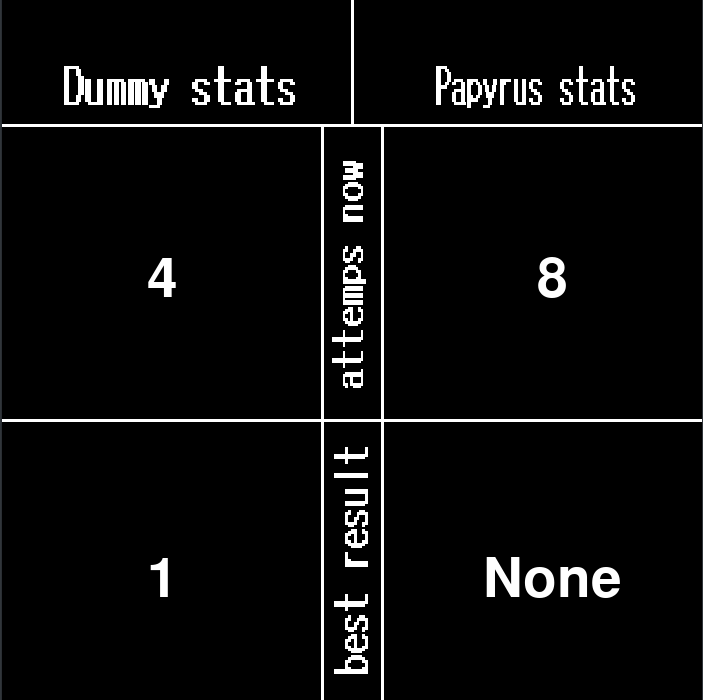 Dummy stats
Papyrus stats
4
attemps now
8
1
best result
None